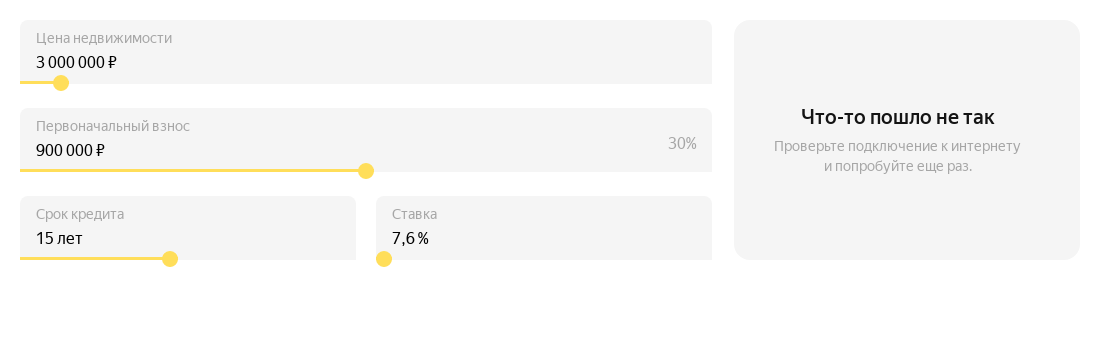 Цена недвижимости
3 000 000 ₽
Первоначальный взнос
900 000 ₽
30%
Срок кредита
15 лет
Ставка
7,6 %
Что-то пошло не так
Проверьте подключение к интернету
и попробуйте еще раз.